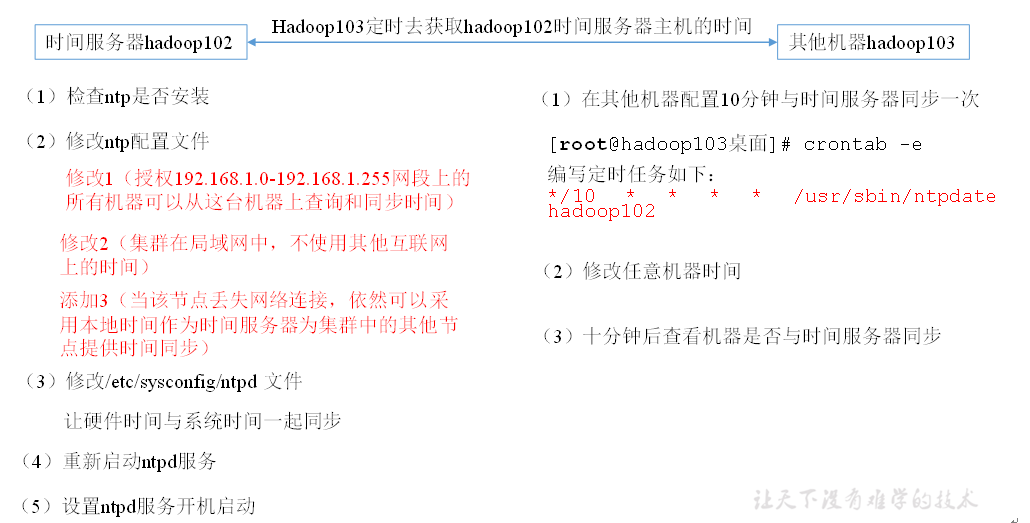 Hadoop103定时去获取hadoop102时间服务器主机的时间
时间服务器hadoop102
其他机器hadoop103
（1）检查ntp是否安装
（2）修改ntp配置文件
修改1（授权192.168.1.0-192.168.1.255网段上的
所有机器可以从这台机器上查询和同步时间）
修改2（集群在局域网中，不使用其他互联网
上的时间）
添加3（当该节点丢失网络连接，依然可以采
用本地时间作为时间服务器为集群中的其他节
点提供时间同步）
（3）修改/etc/sysconfig/ntpd 文件
让硬件时间与系统时间一起同步
（4）重新启动ntpd服务
（5）设置ntpd服务开机启动
（1）在其他机器配置10分钟与时间服务器同步一次
[root@hadoop103桌面]# crontab -e
编写定时任务如下：
*/10 * * * * /usr/sbin/ntpdate
hadoop102
（2）修改任意机器时间
（3）十分钟后查看机器是否与时间服务器同步
让天下没有难学的技术